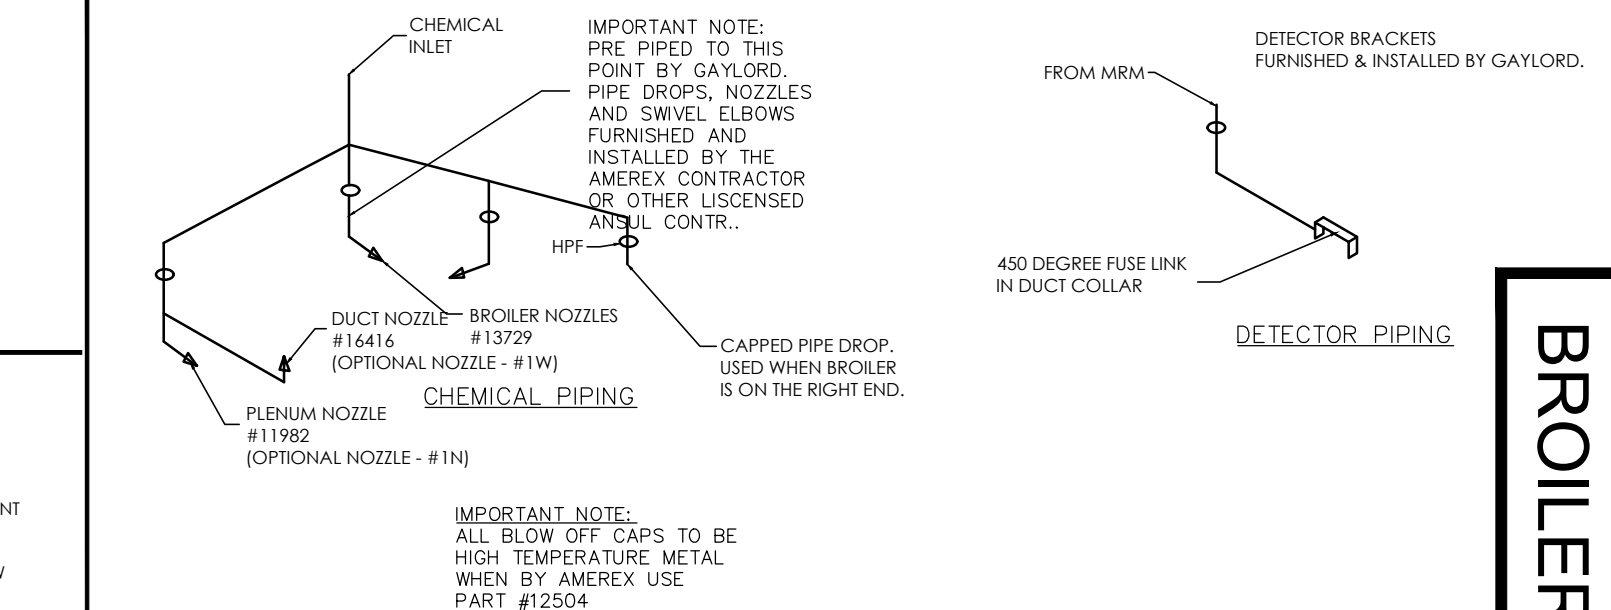 CHEMICAL
INLET
IMPORTANT NOTE:
PRE PIPED TO THIS
POINT BY GAYLORD.
PIPE DROPS, NOZZLES
AND SWIVEL ELBOWS
FURNISHED AND
INSTALLED BY THE
AMEREX CONTRACTOR
OR OTHER LISCENSED
ANSUL CONTR..
HPF
DUCT NOZZLE
#16416
(OPTIONAL NOZZLE - #1W)
BROILER NOZZLES
#13729
CAPPED PIPE DROP.
USED WHEN BROILER
IS ON THE RIGHT END.
CHEMICAL PIPING
PLENUM NOZZLE
#11982
(OPTIONAL NOZZLE - #1N)
IMPORTANT NOTE:
ALL BLOW OFF CAPS TO BE
HIGH TEMPERATURE METAL
WHEN BY AMEREX USE
PART #12504
DETECTOR BRACKETS
FURNISHED & INSTALLED BY GAYLORD.
FROM MRM
450 DEGREE FUSE LINK
IN DUCT COLLAR
DETECTOR PIPING
BROILER
NT